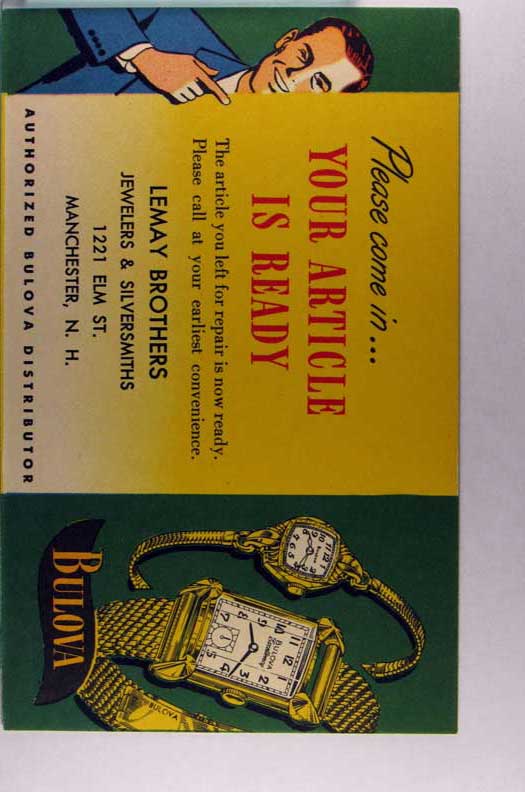 Please come in...
YOUR ARTICLE
IS READY
The article you left for repair is now ready.
Please call at your earliest convenience.
LEMAY BROTHERS
JEWELERS & SILVERSMITHS
1221 ELM ST.
MANCHESTER, N. H.
AUTHORIZED BULOVA DISTRIBUTOR
BULOVA
BULOVA
BULOVA